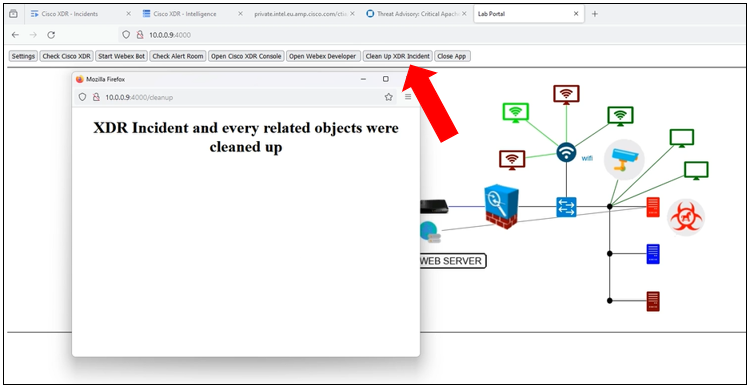 Cisco XDR - Incidents
Cisco XDR - Intelligence
private.intel.eu.amp.cisco.com/ctia
Threat Advisory: Critical Apach
Lab Portal
10.0.0.9:4000
Settings
Check Cisco XDR
Start Webex Bot
Check Alert Room
Open Cisco XDR Console
Open Webex Developer
Clean Up XDR Incident
Close App
Mozilla Firefox
10.0.0.9:4000/cleanup
XDR Incident and every related objects were
cleaned up
wifi
WEB SERVER